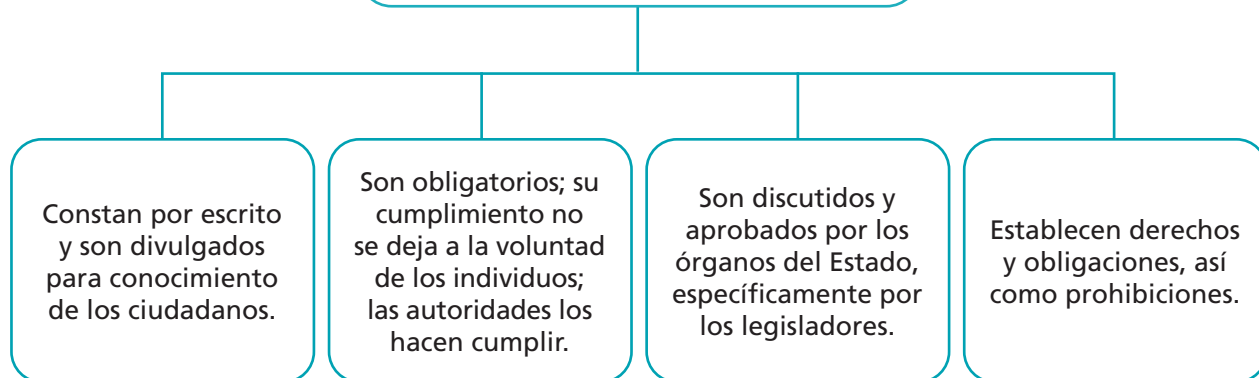 Constan por escrito
y son divulgados
para conocimiento
de los ciudadanos.
Son obligatorios; su
cumplimiento no
se deja a la voluntad
de los individuos;
las autoridades los
hacen cumplir.
Son discutidos y
aprobados por los
órganos del Estado,
específicamente por
los legisladores.
Establecen derechos
y obligaciones, así
como prohibiciones.